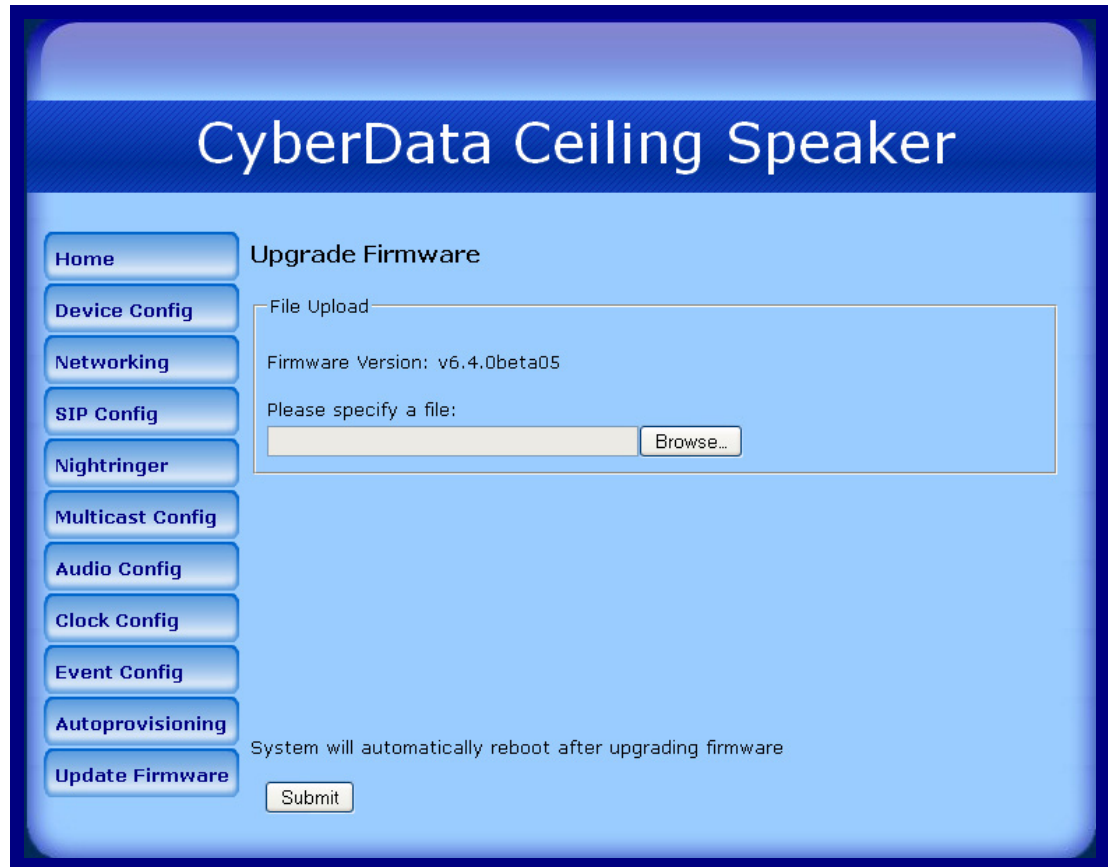 CyberData Ceiling Speaker
Home
Device Config
Networking
SIP Config
Nightringer
Multicast Config
Audio Config
Clock Config
Event Config
Autoprovisioning
Update Firmware
Upgrade Firmware
File Upload
Firmware Version: v6.4.0beta05
Please specify a file:
Browse...
System will automatically reboot after upgrading firmware
Submit